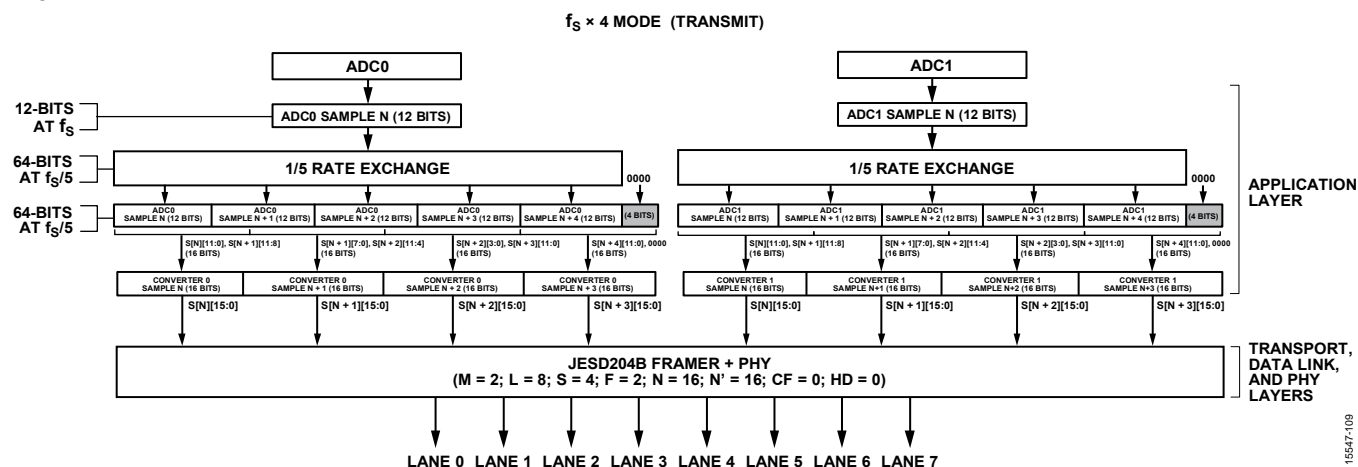 fS × 4 MODE (TRANSMIT)
ADC0
ADC1
12-BITS
AT fS
ADC0 SAMPLE N (12 BITS)
ADC1 SAMPLE N (12 BITS)
64-BITS
AT fS/5
1/5 RATE EXCHANGE
0000
1/5 RATE EXCHANGE
0000
APPLICATION
LAYER
64-BITS
AT fS/5
ADC0
SAMPLE N (12 BITS)
ADC0
SAMPLE N + 1 (12 BITS)
ADC0
SAMPLE N + 2 (12 BITS)
ADC0
SAMPLE N + 3 (12 BITS)
ADC0
SAMPLE N + 4 (12 BITS)
(4 BITS)
ADC1
SAMPLE N (12 BITS)
ADC1
SAMPLE N + 1 (12 BITS)
ADC1
SAMPLE N + 2 (12 BITS)
ADC1
SAMPLE N + 3 (12 BITS)
ADC1
SAMPLE N + 4 (12 BITS)
(4 BITS)
S[N][11:0], S[N + 1][11:8]
(16 BITS)
S[N + 1][7:0], S[N + 2][11:4]
(16 BITS)
S[N + 2][3:0], S[N + 3][11:0]
(16 BITS)
S[N + 4][11:0], 0000
(16 BITS)
S[N][11:0], S[N + 1][11:8]
(16 BITS)
S[N + 1][7:0], S[N + 2][11:4]
(16 BITS)
S[N + 2][3:0], S[N + 3][11:0]
(16 BITS)
S[N + 4][11:0], 0000
(16 BITS)
CONVERTER 0
SAMPLE N (16 BITS)
CONVERTER 0
SAMPLE N + 1 (16 BITS)
CONVERTER 0
SAMPLE N + 2 (16 BITS)
CONVERTER 0
SAMPLE N + 3 (16 BITS)
CONVERTER 1
SAMPLE N (16 BITS)
CONVERTER 1
SAMPLE N+1 (16 BITS)
CONVERTER 1
SAMPLE N+2 (16 BITS)
CONVERTER 1
SAMPLE N+3 (16 BITS)
S[N][15:0]
S[N + 1][15:0]
S[N + 2][15:0]
S[N + 3][15:0]
S[N][15:0]
S[N + 1][15:0]
S[N + 2][15:0]
S[N + 3][15:0]
JESD204B FRAMER + PHY
(M = 2; L = 8; S = 4; F = 2; N = 16; N' = 16; CF = 0; HD = 0)
TRANSPORT,
DATA LINK,
AND PHY
LAYERS
LANE 0
LANE 1
LANE 2
LANE 3
LANE 4
LANE 5
LANE 6
LANE 7
15547-109